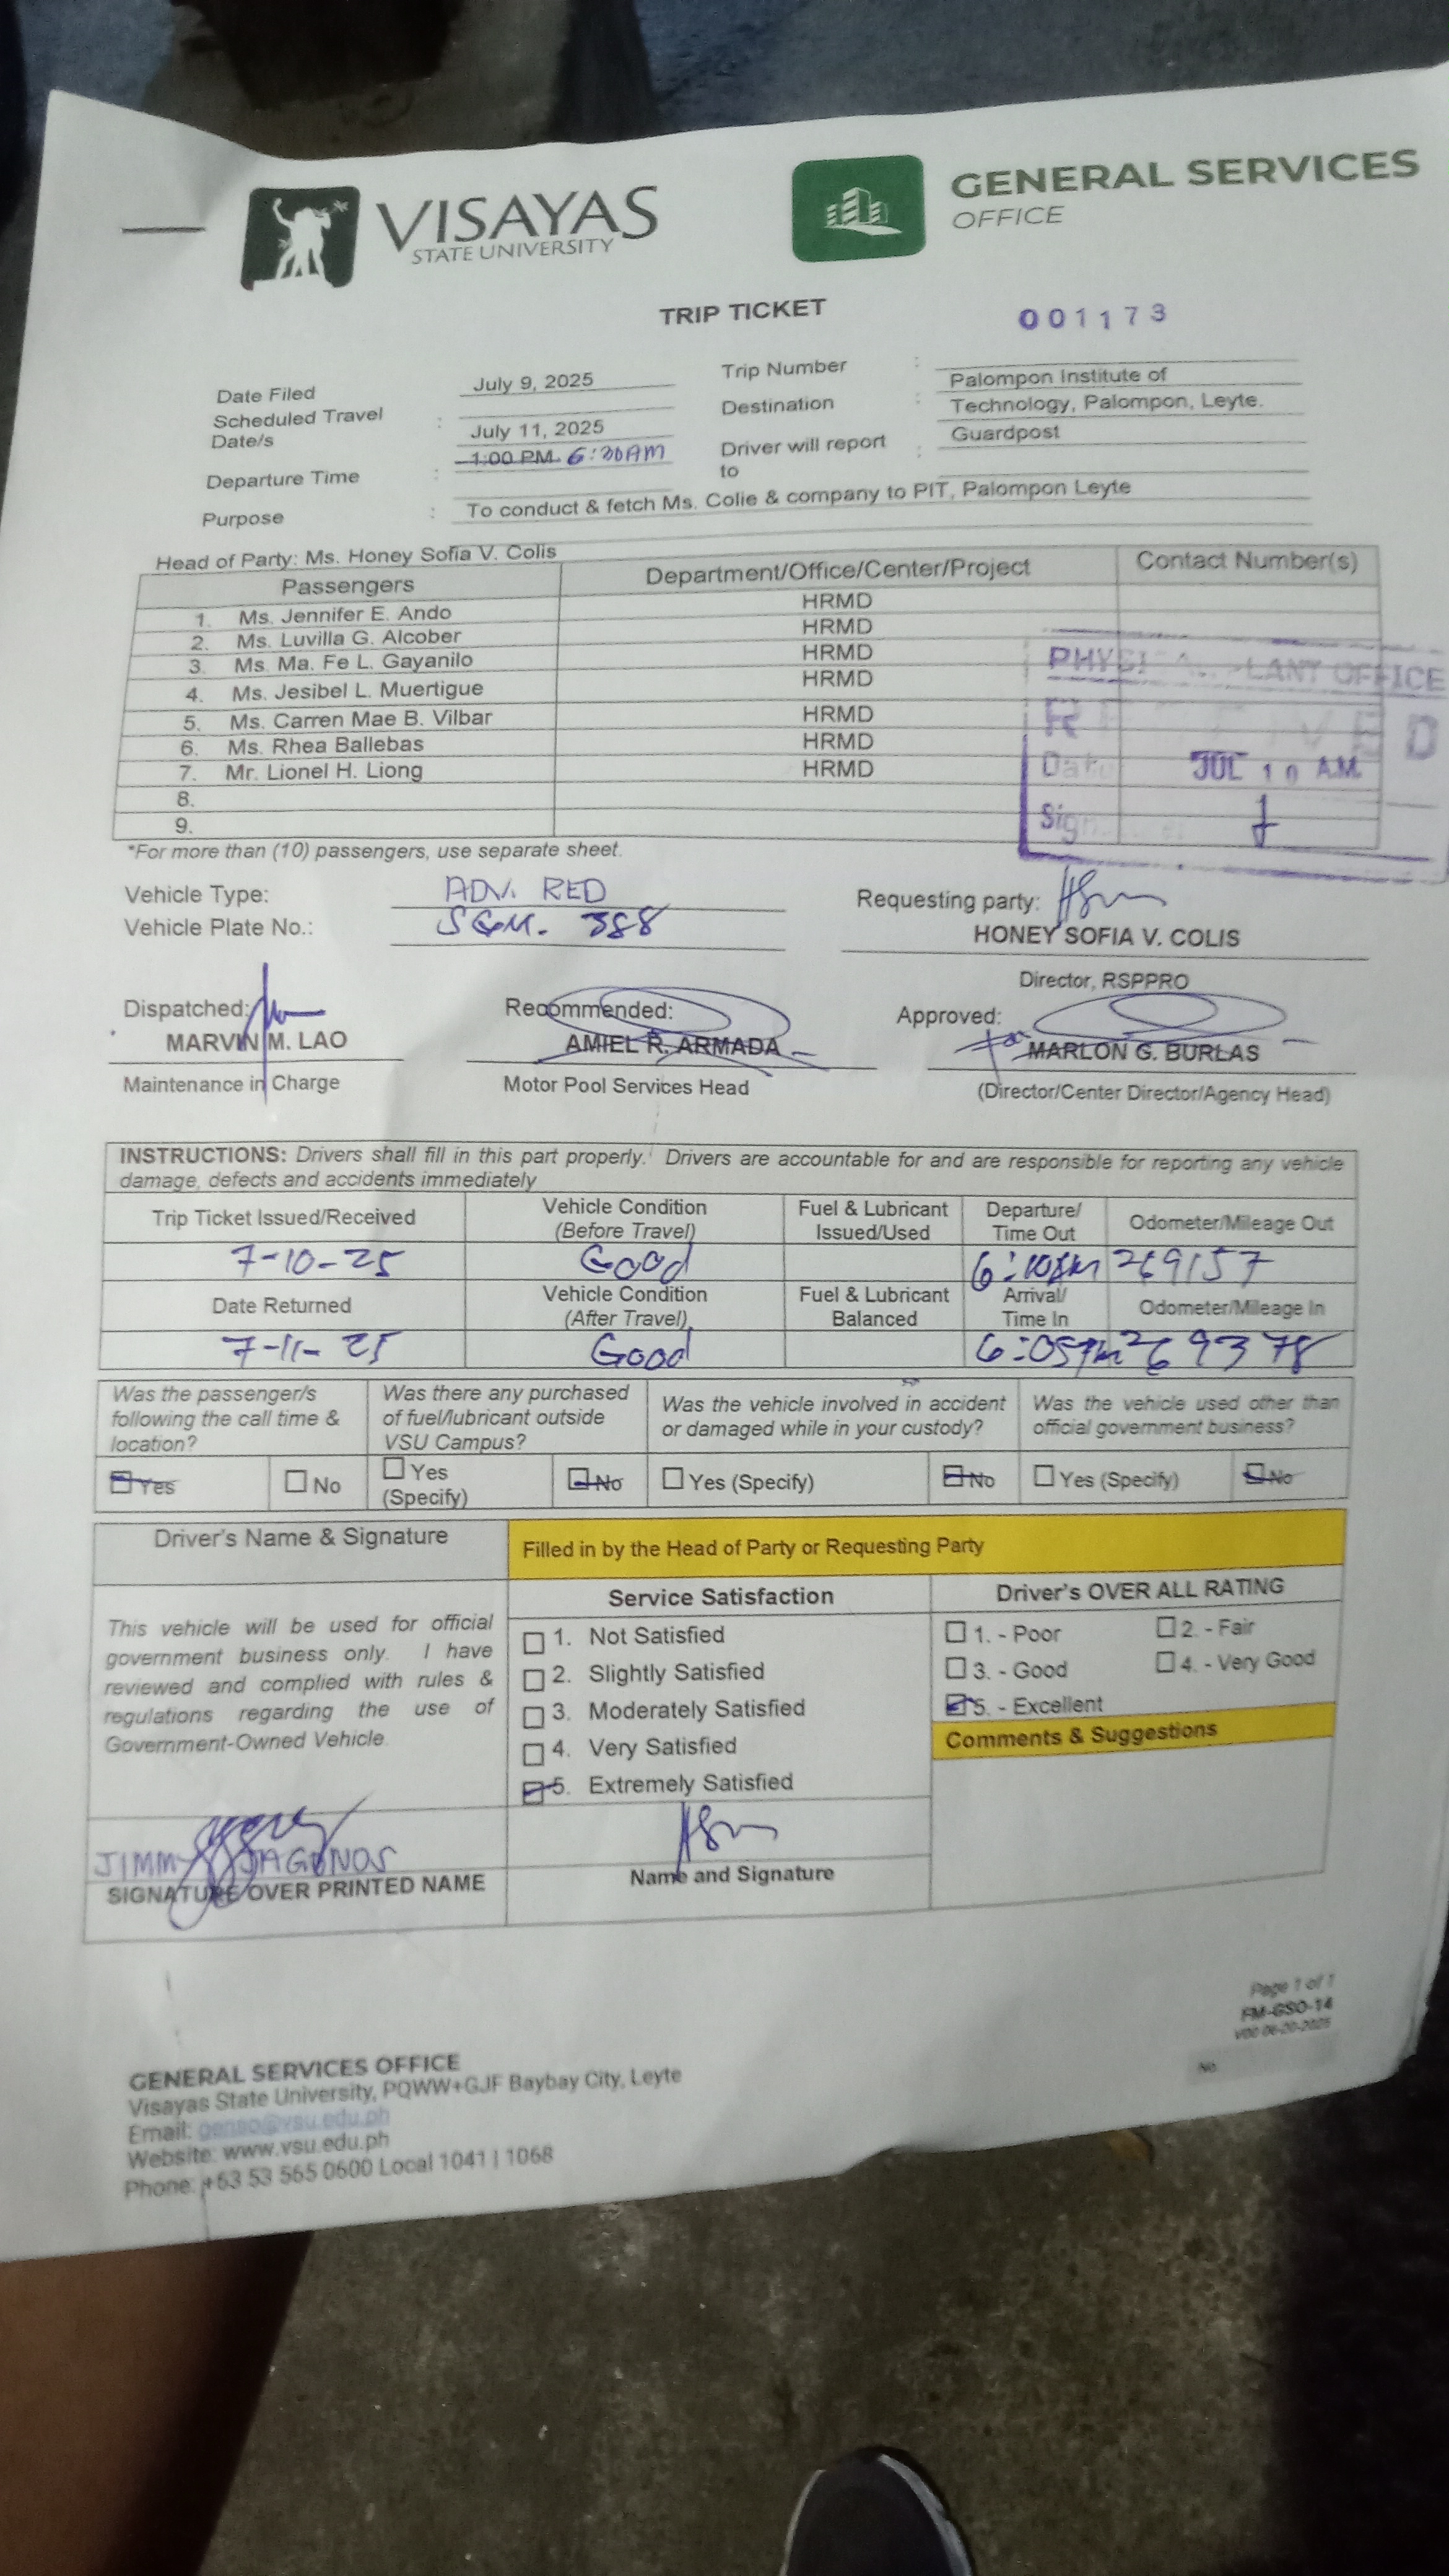 VISAYAS
STATE UNIVERSITY
GENERAL SERVICES
OFFICE
TRIP TICKET
001173
Date Filed July 9, 2025
Trip Number :
Scheduled Travel Date/s : July 11, 2025
Destination : Palompon Institute of
Technology, Palompon, Leyte.
Departure Time : 1:00 PM 6:30AM
Driver will report to : Guardpost
Purpose : To conduct & fetch Ms. Colie & company to PIT, Palompon Leyte
Head of Party: Ms. Honey Sofia V. Colis
Passengers Department/Office/Center/Project Contact Number(s)
1. Ms. Jennifer E. Ando HRMD
2. Ms. Luvilla G. Alcober HRMD
3. Ms. Ma. Fe L. Gayanilo HRMD
4. Ms. Jesibel L. Muertigue HRMD
5. Ms. Carren Mae B. Vilbar HRMD
6. Ms. Rhea Ballebas HRMD
7. Mr. Lionel H. Liong HRMD
8.
9.
PLANT OFFICE
JUL 10 A.M.
*For more than (10) passengers, use separate sheet.
Vehicle Type: ADV. RED
Vehicle Plate No.: 388
Requesting party:
HONEY SOFIA V. COLIS
Director, RSPPRO
Dispatched:
MARVIN M. LAO
Maintenance in Charge
Recommended:
AMIEL R. ARMADA
Motor Pool Services Head
Approved:
for MARLON G. BURLAS
(Director/Center Director/Agency Head)
INSTRUCTIONS: Drivers shall fill in this part properly. Drivers are accountable for and are responsible for reporting any vehicle
damage, defects and accidents immediately
Trip Ticket Issued/Received Vehicle Condition (Before Travel) Fuel & Lubricant Issued/Used Departure/ Time Out Odometer/Mileage Out
7-10-25 Good 269157
Date Returned Vehicle Condition (After Travel) Fuel & Lubricant Balanced Arrival/ Time In Odometer/Mileage In
7-11-25 Good 6:05pm 269378
Was the passenger/s following the call time & location?
Was there any purchased of fuel/lubricant outside VSU Campus?
Was the vehicle involved in accident or damaged while in your custody?
Was the vehicle used other than official government business?
Yes No Yes (Specify) No Yes (Specify) No Yes (Specify) No
Driver's Name & Signature
Filled in by the Head of Party or Requesting Party
This vehicle will be used for official
government business only. I have
reviewed and complied with rules &
regulations regarding the use of
Government-Owned Vehicle.
Service Satisfaction
1. Not Satisfied
2. Slightly Satisfied
3. Moderately Satisfied
4. Very Satisfied
5. Extremely Satisfied
Driver's OVER ALL RATING
1. - Poor 2. - Fair
3. - Good 4. - Very Good
5. - Excellent
Comments & Suggestions
JIMMY JAGUNOS
SIGNATURE OVER PRINTED NAME
Name and Signature
Page 1 of 1
FM-GSO-14
V00 06-20-2025
No
GENERAL SERVICES OFFICE
Visayas State University, PQWW+GJF Baybay City, Leyte
Email: genso@vsu.edu.ph
Website: www.vsu.edu.ph
Phone: +63 53 565 0600 Local 1041 | 1068